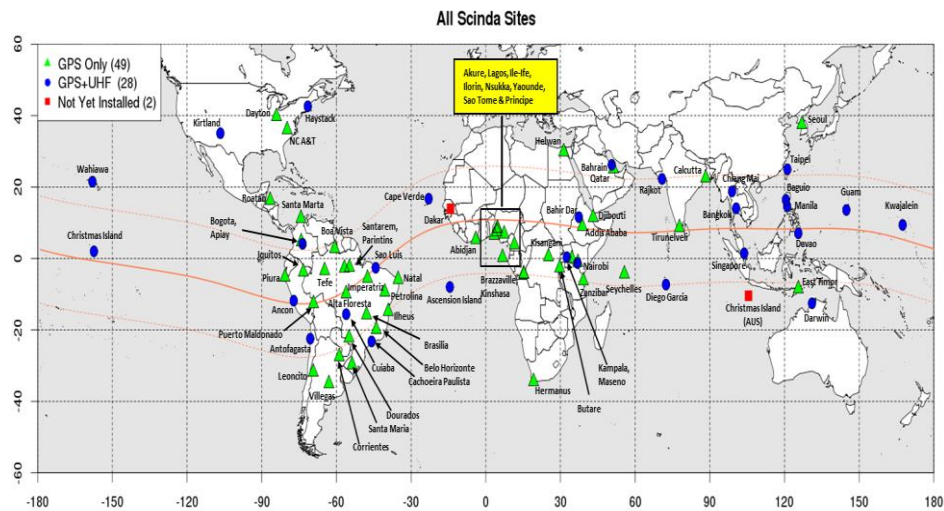 All Scinda Sites
60
40
20
0
-20
-40
-60
GPS Only (49)
GPS+UHF (28)
Not Yet Installed (2)
Akure, Lagos, Ile-Ife,
Ilorin, Nsukka, Yaounde,
Sao Tome & Principe
Dayton
Haystack
Kirtland
NC A&T
Wahiawa
Roatan
Santa Marta
Christmas Island
Bogota,
Apiay
Boa Vista
Santarem,
Parintins
Sao Luis
Iquitos
Piura
Tefe
Imperatriz
Natal
Petrolina
Ancon
Alta Floresta
Ilheus
Puerto Maldonado
Brasilia
Antofagasta
Belo Horizonte
Cuiaba
Cachoeira Paulista
Leoncito
Villegas
Dourados
Santa Maria
Corrientes
Cape Verde
Dakar
Abidjan
Ascension Island
Helwan
Bahrain
Qatar
Bahir Dar
Djibouti
Addis Ababa
Kisangani
Nairobi
Brazzaville,
Kinshasa
Zanzibar
Seychelles
Kampala,
Maseno
Butare
Hermanus
Seoul
Calcutta
Rajkot
Chiang Mai
Taipei
Baguio
Manila
Guam
Kwajalein
Bangkok
Tirunelveli
Davao
Singapore
Diego Garcia
East Timor
Christmas Island
(AUS)
Darwin
-180
-150
-120
-90
-60
-30
0
30
60
90
120
150
180